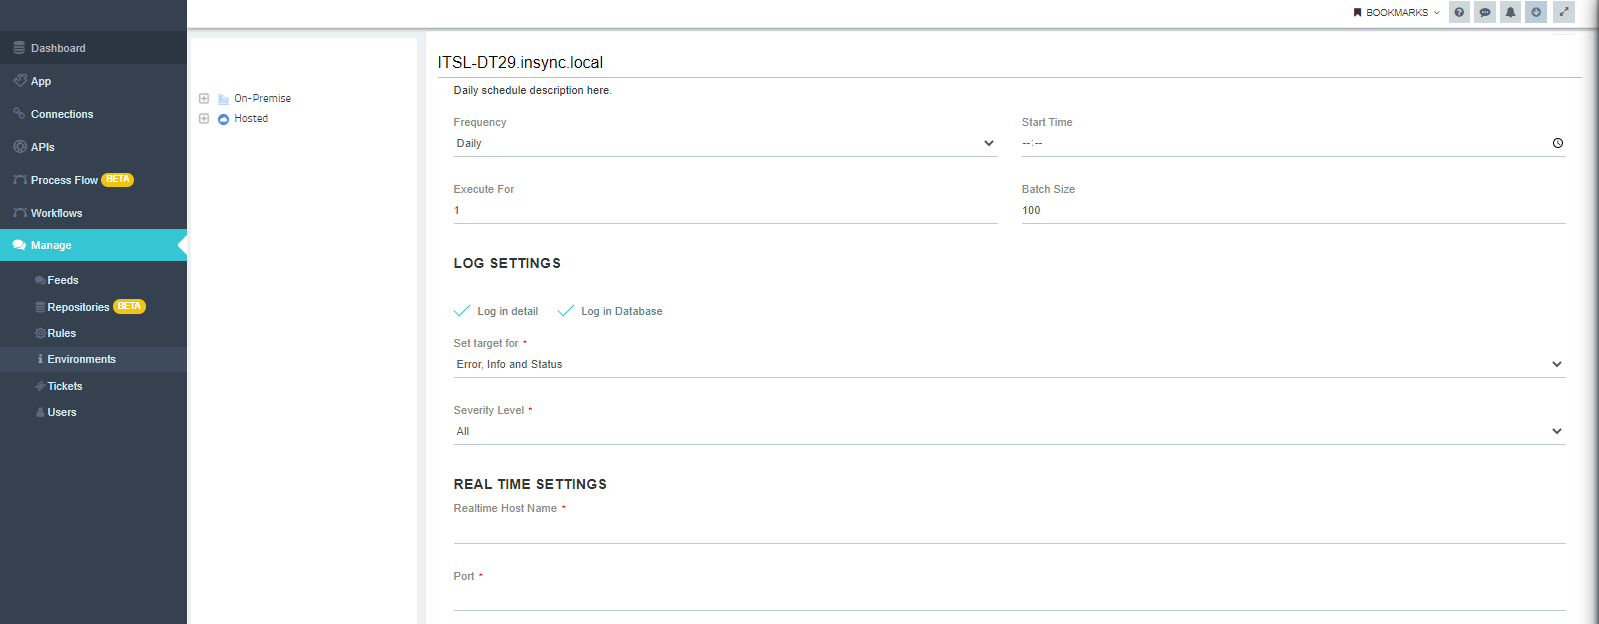 BOOKMARKS
Dashboard
App
Connections
APIs
Process Flow BETA
Workflows
Manage
Feeds
Repositories BETA
Rules
Environments
Tickets
Users
On-Premise
Hosted
ITSL-DT29.insync.local
Daily schedule description here.
Frequency
Daily
Start Time
--:--
Execute For
1
Batch Size
100
LOG SETTINGS
Log in detail
Log in Database
Set target for *
Error, Info and Status
Severity Level *
All
REAL TIME SETTINGS
Realtime Host Name *
Port *